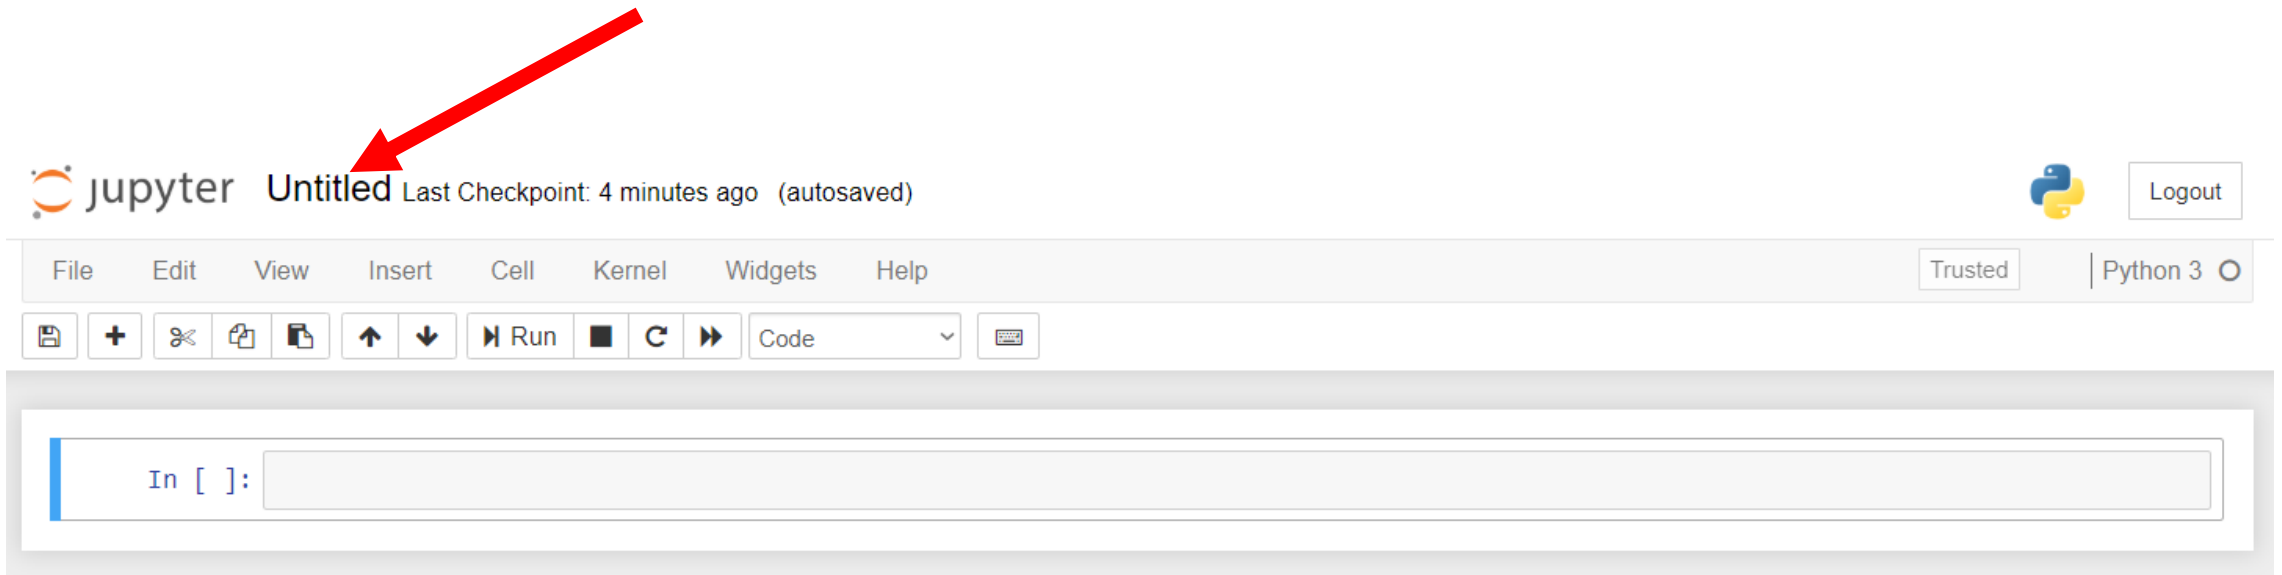 jupyter Untitled Last Checkpoint: 4 minutes ago (autosaved) Logout
File Edit View Insert Cell Kernel Widgets Help Trusted Python 3
Run Code
In [ ]: